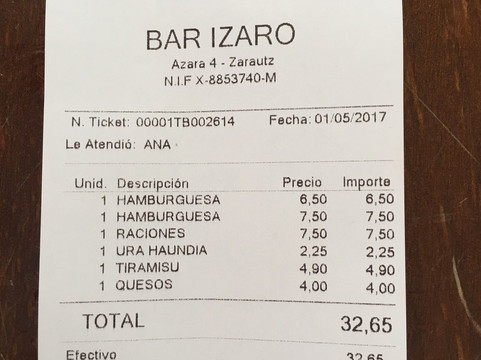 BAR IZARO
Azara 4 - Zarautz
N.I.F X-8853740-M
N. Ticket: 00001TB002614 Fecha: 01/05/2017
Le Atendió: ANA
Unid. Descripción Precio Importe
1 HAMBURGUESA 6,50 6,50
1 HAMBURGUESA 7,50 7,50
1 RACIONES 7,50 7,50
1 URA HAUNDIA 2,25 2,25
1 TIRAMISU 4,90 4,90
1 QUESOS 4,00 4,00
TOTAL 32,65
Efectivo 32,65